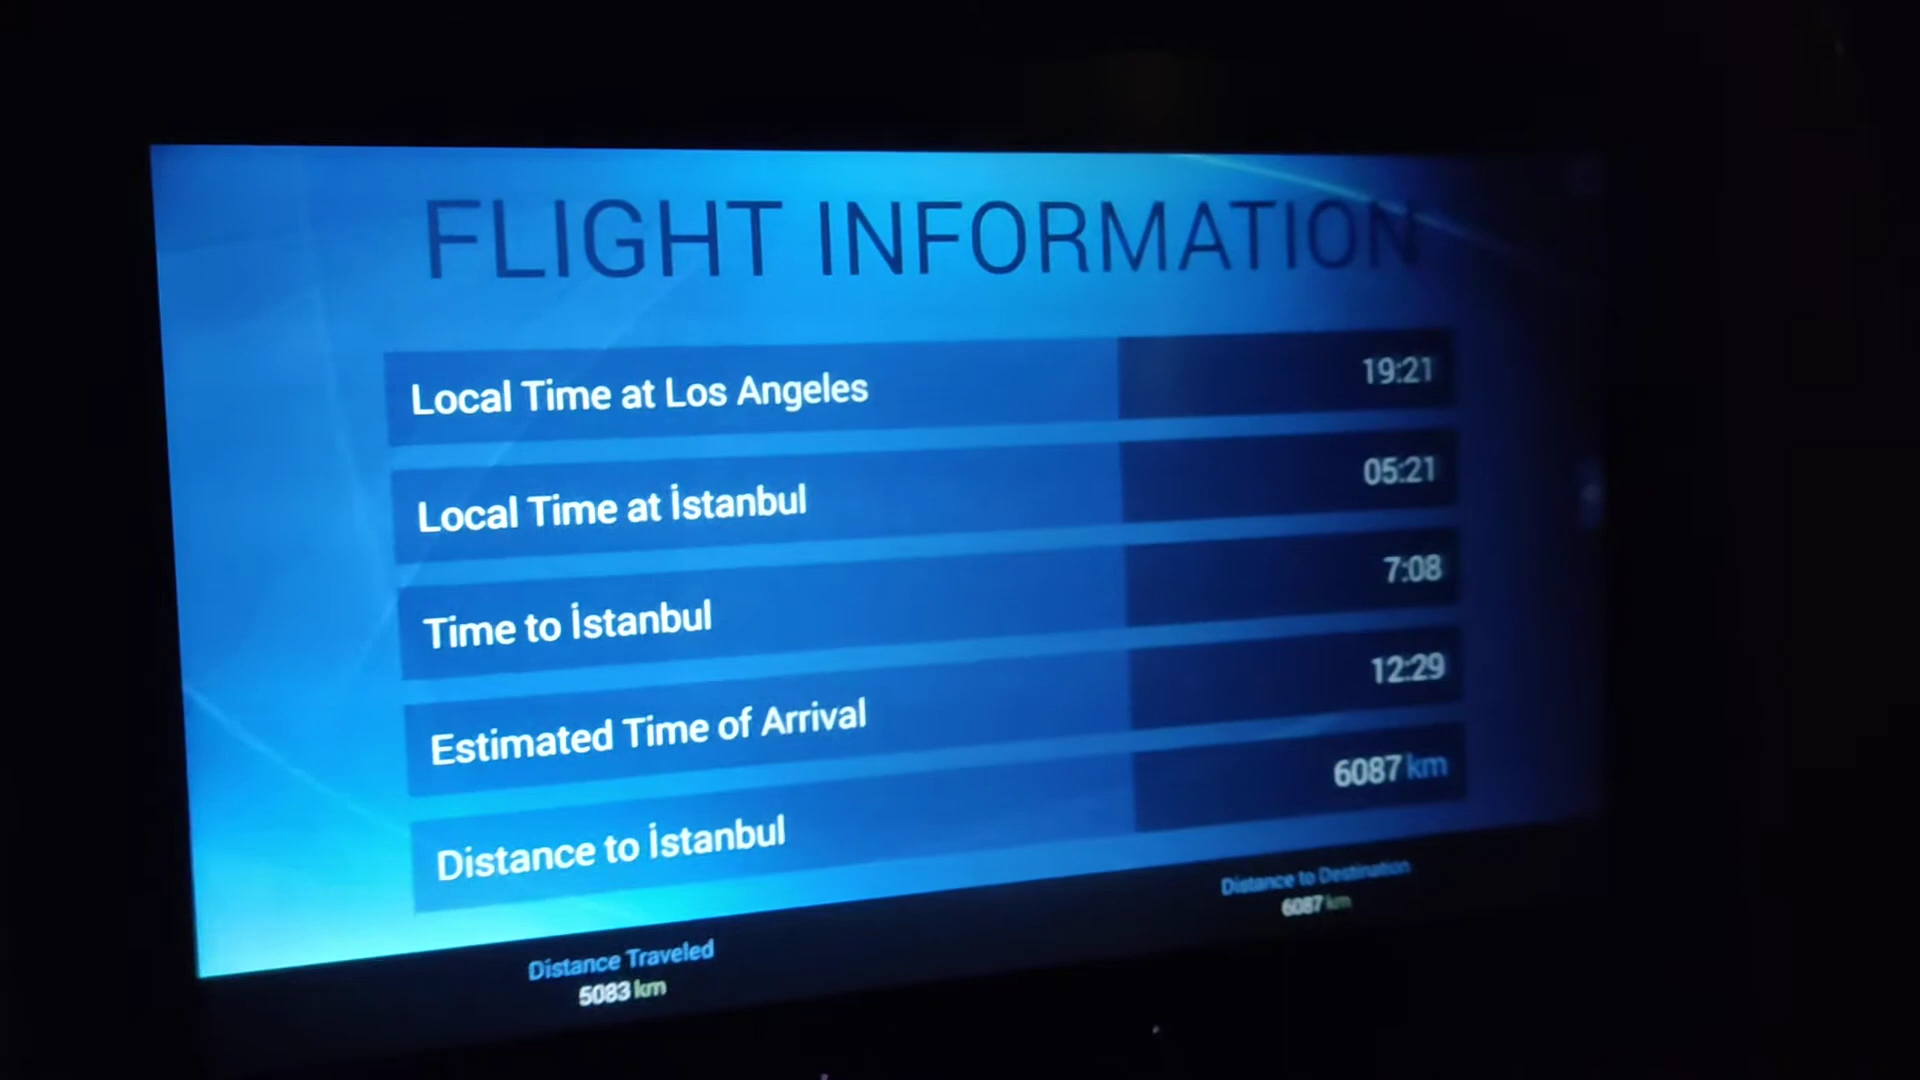 FLIGHT INFORMATION
Local Time at Los Angeles 19:21
Local Time at İstanbul 05:21
Time to İstanbul 7:08
Estimated Time of Arrival 12:29
Distance to İstanbul 6087 km
Distance Traveled
5083 km
Distance to Destination
6087 km